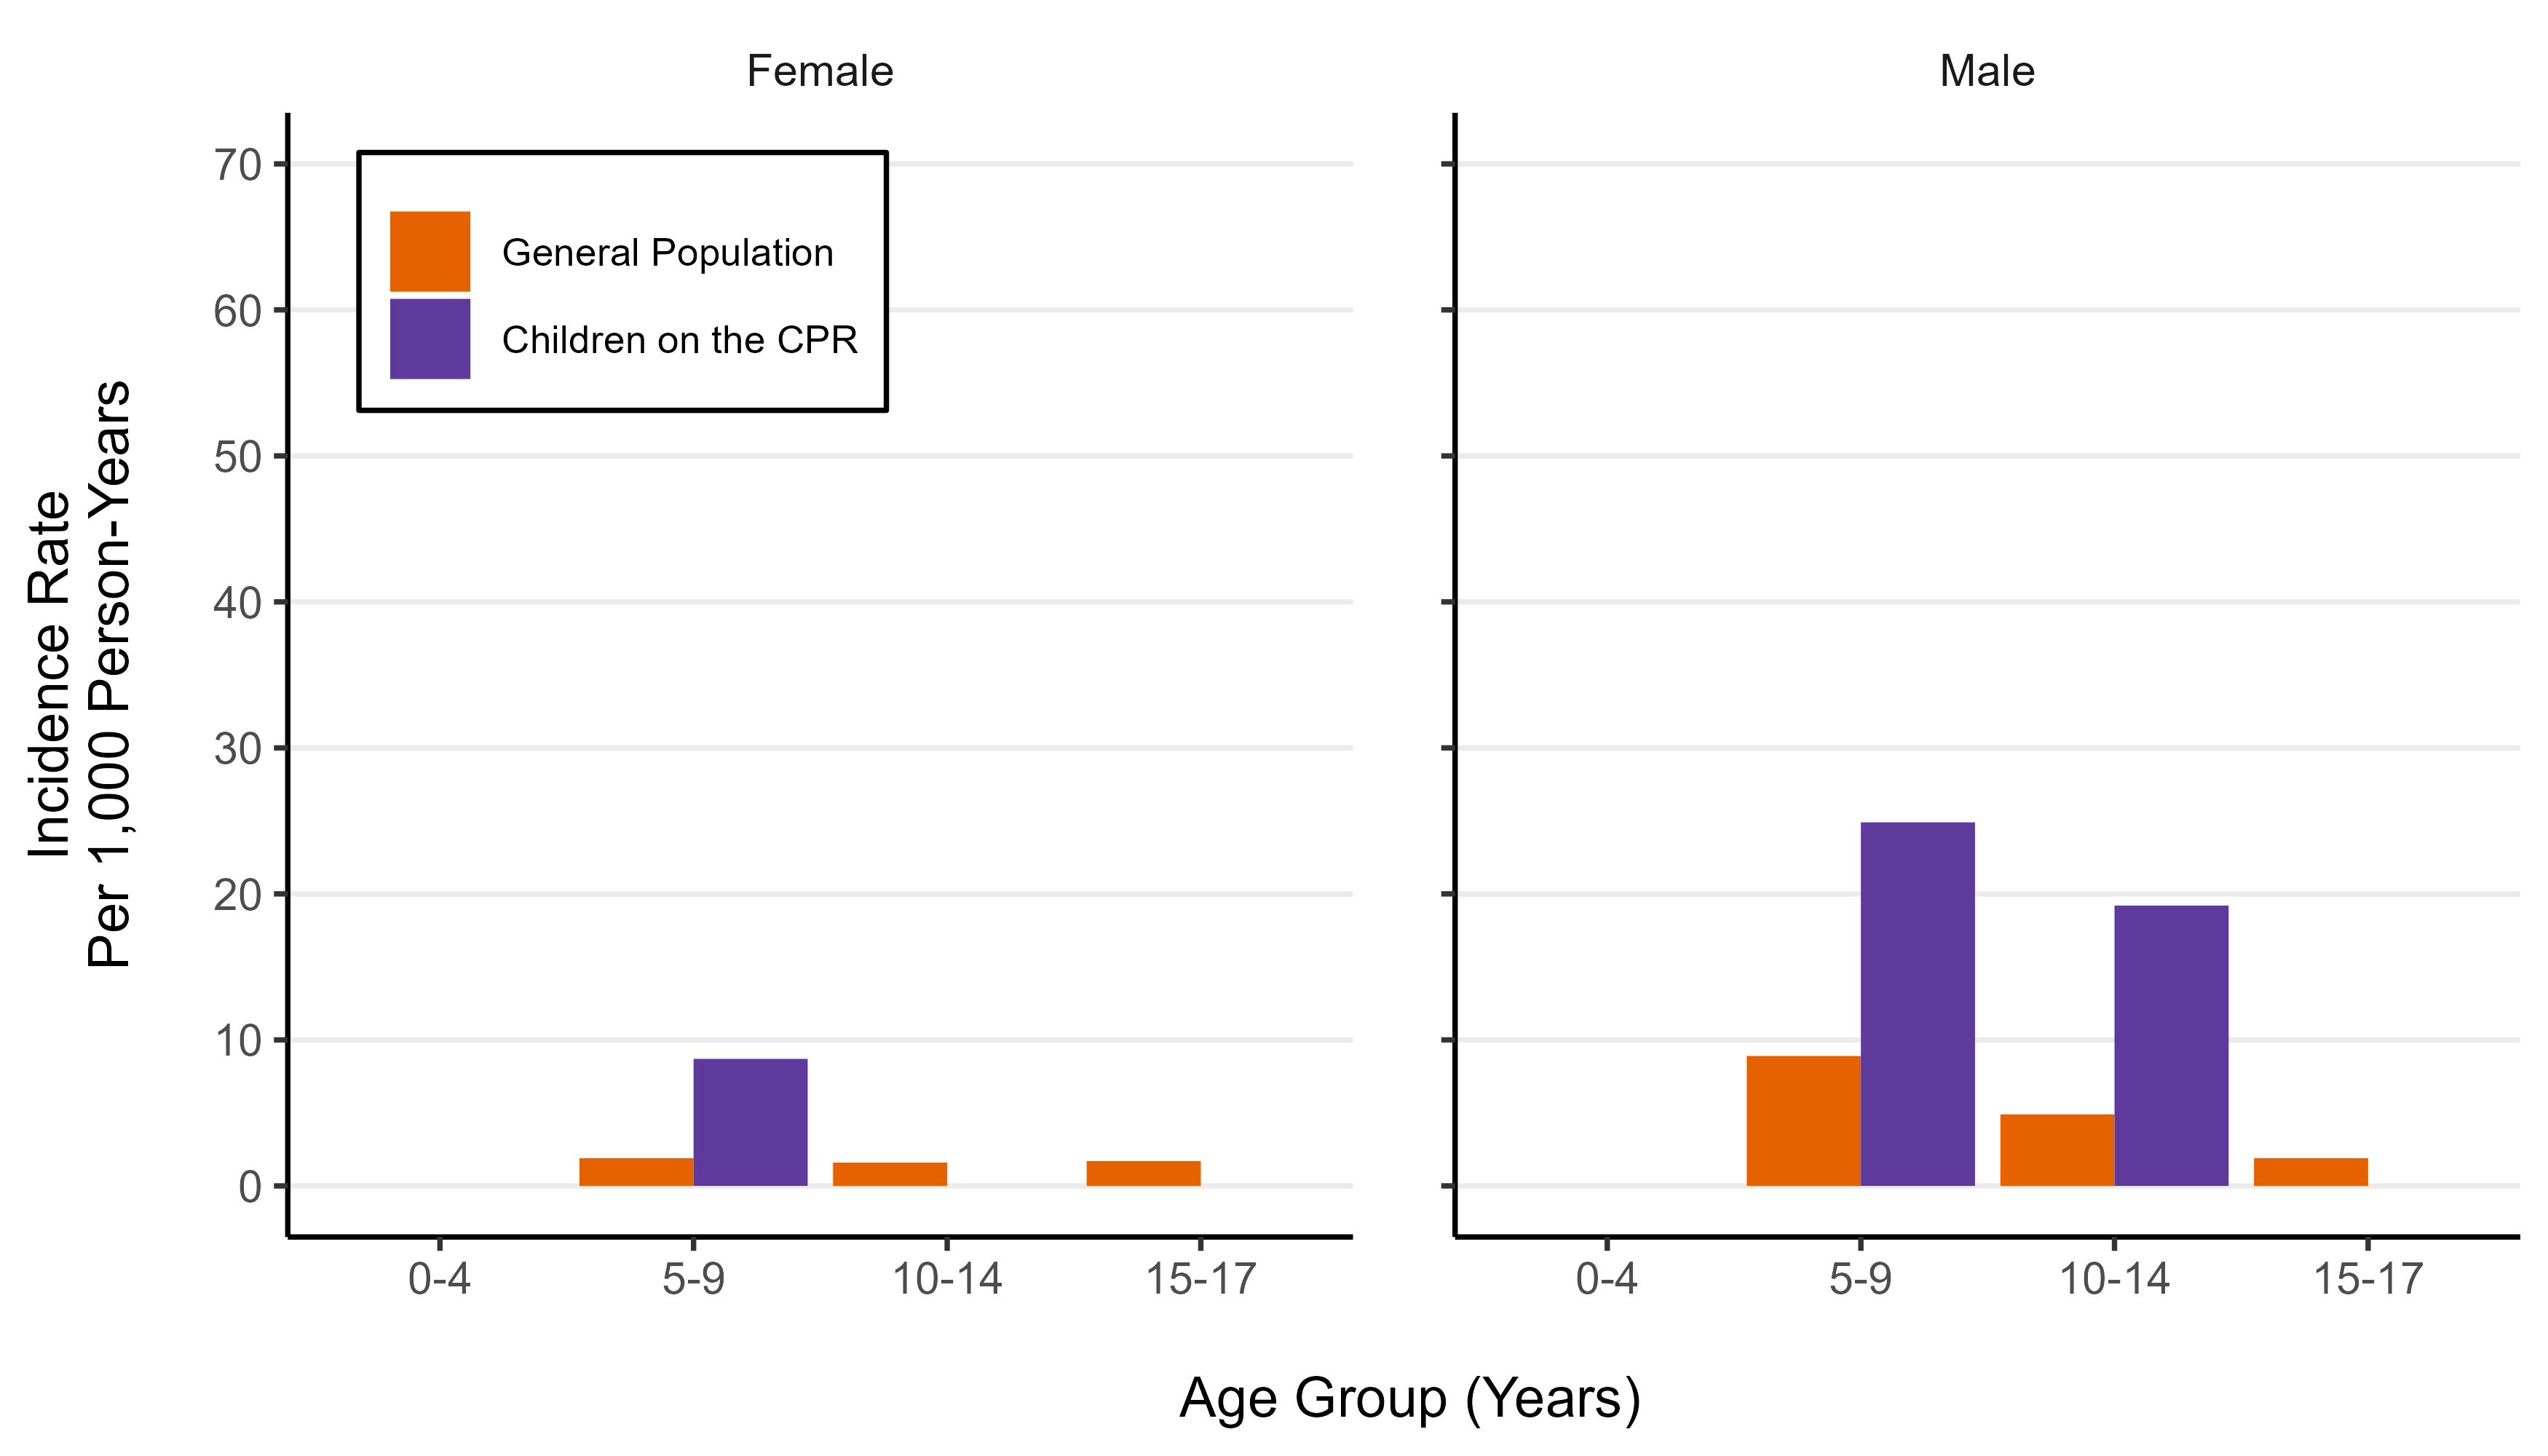 Female
Male
General Population
Children on the CPR
Incidence Rate
Per 1,000 Person-Years
70
60
50
40
30
20
10
0
0-4
5-9
10-14
15-17
0-4
5-9
10-14
15-17
Age Group (Years)